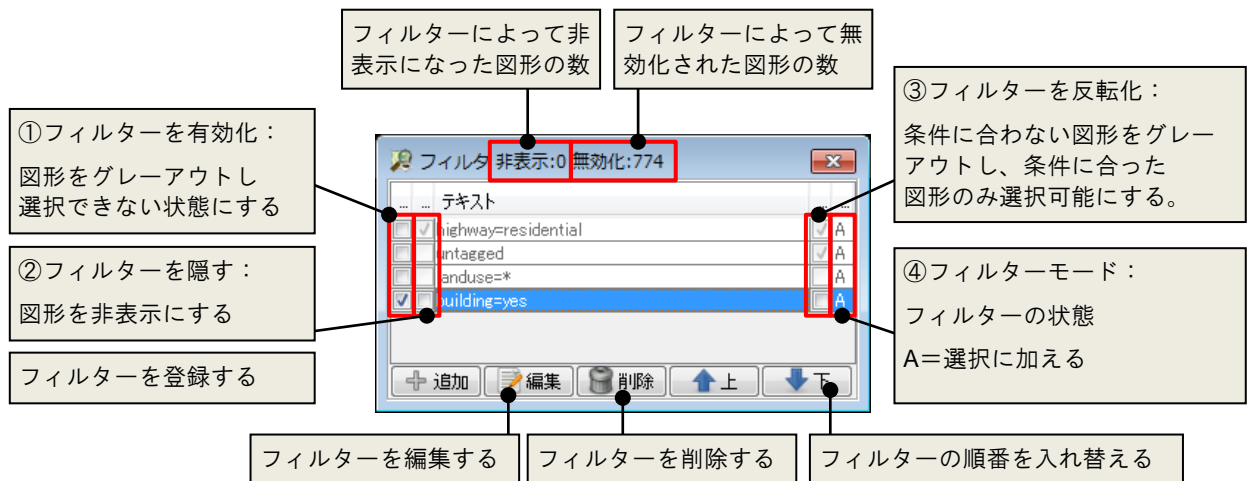 フィルターによって非
表示になった図形の数
フィルターによって無
効化された図形の数
①フィルターを有効化：
図形をグレーアウトし
選択できない状態にする
②フィルターを隠す：
図形を非表示にする
フィルターを登録する
フィルタ 非表示:0 無効化:774
... ... テキスト ... ...
highway=residential A
untagged A
landuse=* A
building=yes A
追加 編集 削除 上 下
③フィルターを反転化：
条件に合わない図形をグレー
アウトし、条件に合った
図形のみ選択可能にする。
④フィルターモード：
フィルターの状態
A＝選択に加える
フィルターを編集する
フィルターを削除する
フィルターの順番を入れ替える